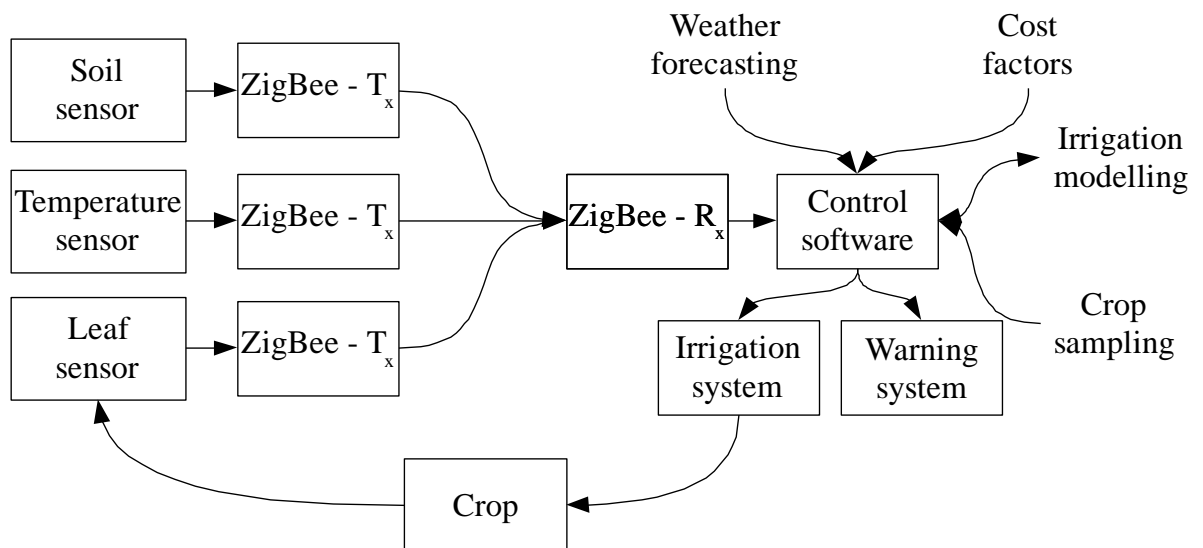 Soil
sensor
ZigBee - Tx
Weather
forecasting
Cost
factors
Temperature
sensor
ZigBee - Tx
ZigBee - Rx
Control
software
Irrigation
modelling
Leaf
sensor
ZigBee - Tx
Irrigation
system
Warning
system
Crop
sampling
Crop